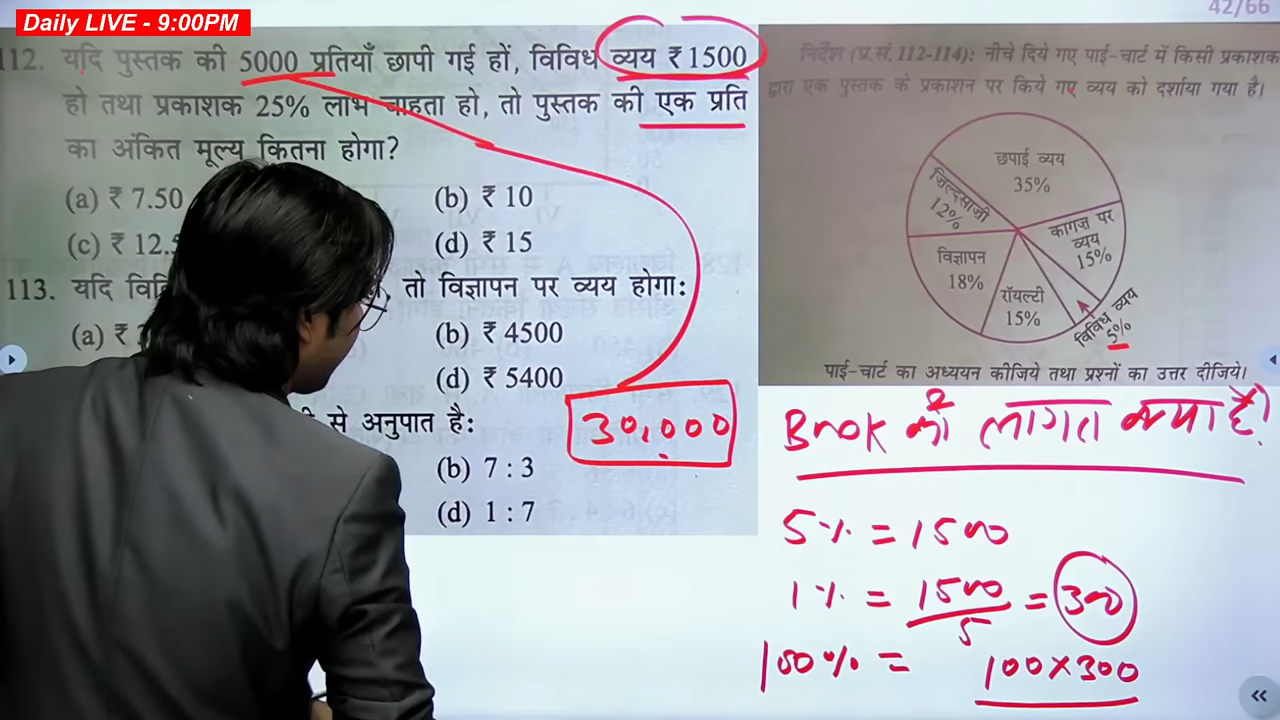 Daily LIVE - 9:00PM
42/66
112. यदि पुस्तक की 5000 प्रतियाँ छापी गई हों, विविध व्यय ₹ 1500
हो तथा प्रकाशक 25% लाभ चाहता हो, तो पुस्तक की एक प्रति
का अंकित मूल्य कितना होगा?
(a) ₹ 7.50 (b) ₹ 10
(c) ₹ 12.5 (d) ₹ 15
113. यदि तो विज्ञापन पर व्यय होगा:
(a) ₹ (b) ₹ 4500
(d) ₹ 5400
से अनुपात है:
(b) 7 : 3
(d) 1 : 7
30,000
निर्देश (प्र.सं. 112-114): नीचे दिये गए पाई-चार्ट में किसी प्रकाशक
द्वारा एक पुस्तक के प्रकाशन पर किये गए व्यय को दर्शाया गया है।
छपाई व्यय
35%
जिल्दसाजी
12%
कागज पर
व्यय
15%
विज्ञापन
18%
रॉयल्टी
15%
विविध व्यय
5%
पाई-चार्ट का अध्ययन कीजिये तथा प्रश्नों का उत्तर दीजिये।
Book की लागत क्या है?
5% = 1500
1% = 1500/5 = 300
100% = 100×300